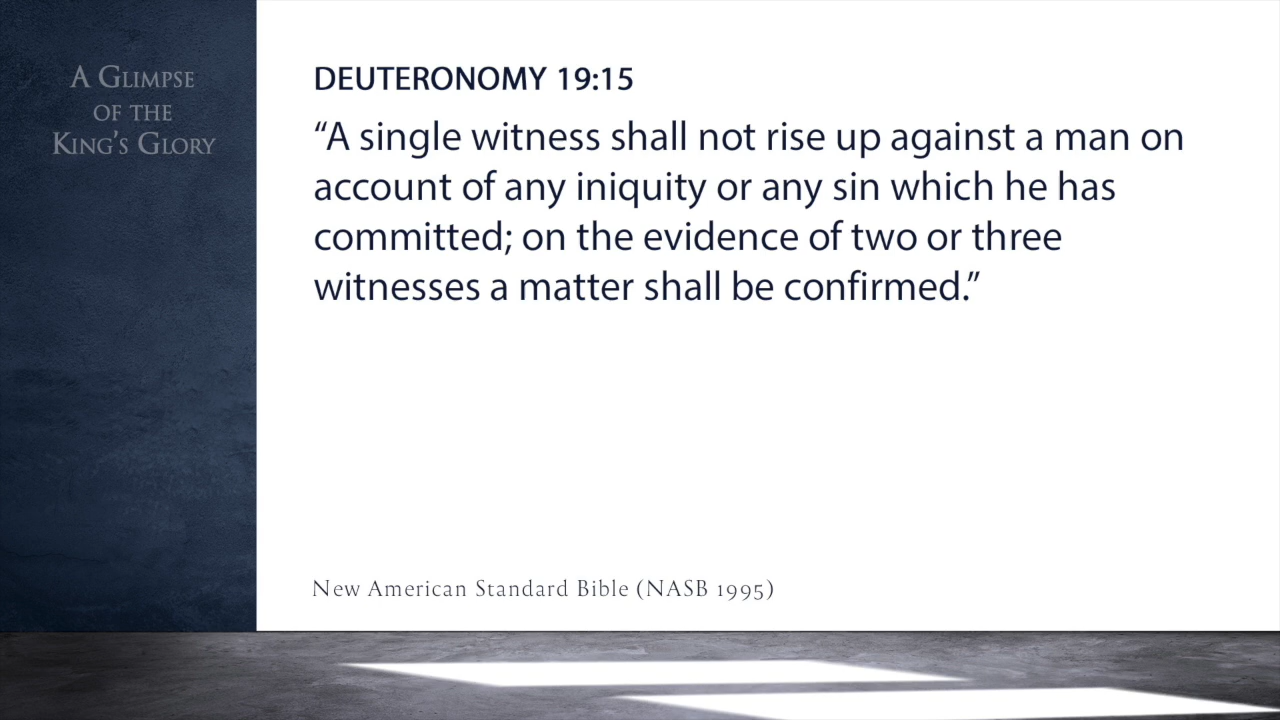 A Glimpse
of the
King’s Glory
DEUTERONOMY 19:15
“A single witness shall not rise up against a man on
account of any iniquity or any sin which he has
committed; on the evidence of two or three
witnesses a matter shall be confirmed.”
New American Standard Bible (NASB 1995)